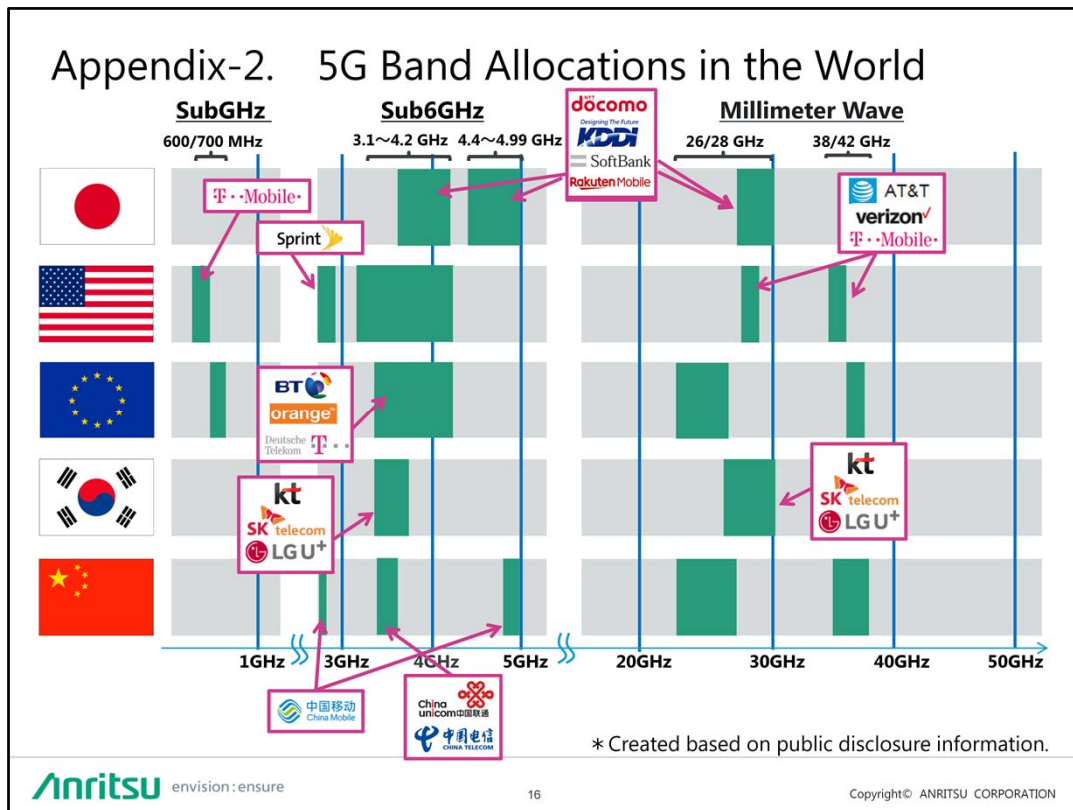 Appendix-2. 5G Band Allocations in the World
SubGHz
600/700 MHz
Sub6GHz
3.1～4.2 GHz
4.4～4.99 GHz
Millimeter Wave
26/28 GHz
38/42 GHz
NTT
döcomo
Designing The Future
KDDI
SoftBank
Rakuten Mobile
T··Mobile·
Sprint
AT&T
verizon✓
T··Mobile·
BT
orange™
Deutsche
Telekom
T··
kt
SK telecom
LG U+
kt
SK telecom
LG U+
1GHz
3GHz
4GHz
5GHz
20GHz
30GHz
40GHz
50GHz
中国移动
China Mobile
China
unicom中国联通
中国电信
CHINA TELECOM
＊Created based on public disclosure information.
Anritsu envision : ensure
16
Copyright© ANRITSU CORPORATION